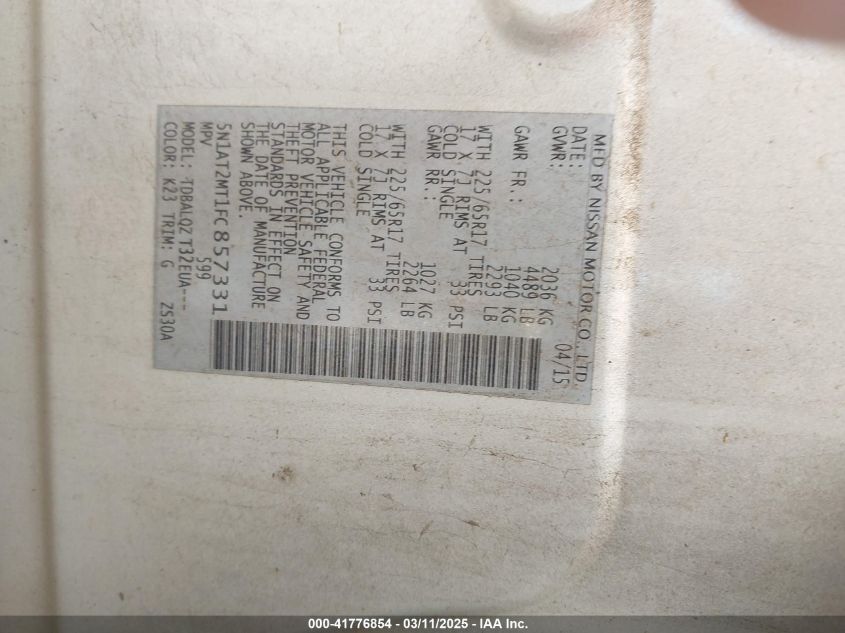 MFD BY NISSAN MOTOR CO., LTD.
DATE: 04/15
GVWR: 2036 KG
4489 LB
GAWR FR.: 1040 KG
2293 LB
WITH 225/65R17 TIRES
17 X 7J RIMS AT 33 PSI
COLD SINGLE
GAWR RR.: 1027 KG
2264 LB
WITH 225/65R17 TIRES
17 X 7J RIMS AT 33 PSI
COLD SINGLE
THIS VEHICLE CONFORMS TO
ALL APPLICABLE FEDERAL
MOTOR VEHICLE SAFETY AND
THEFT PREVENTION
STANDARDS IN EFFECT ON
THE DATE OF MANUFACTURE
SHOWN ABOVE.
5N1AT2MT1FC857331
MPV S99
MODEL: TDBALQZ T32EUA---
COLOR: K23 TRIM: G ZS30A
000-41776854 - 03/11/2025 - IAA Inc.